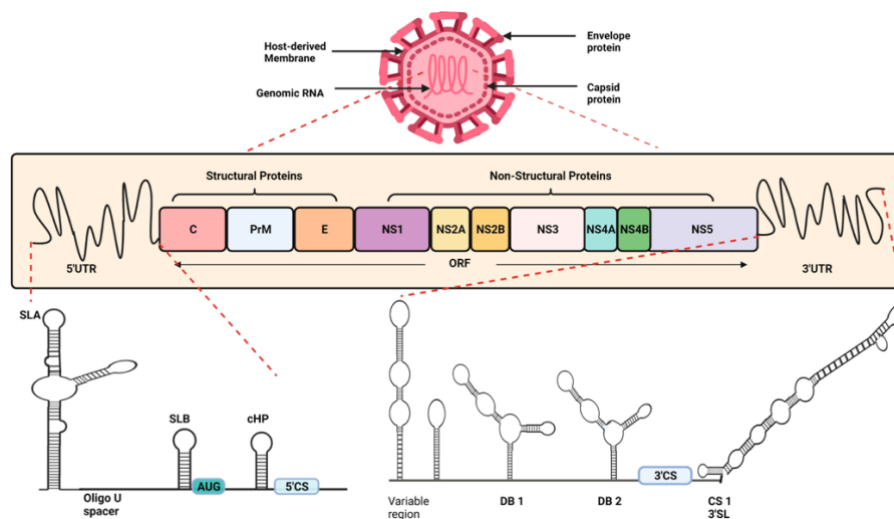 Host-derived
Membrane
Envelope
protein
Genomic RNA
Capsid
protein
Structural Proteins
Non-Structural Proteins
C
PrM
E
NS1
NS2A
NS2B
NS3
NS4A
NS4B
NS5
5'UTR
ORF
3'UTR
SLA
SLB
cHP
AUG
5'CS
Oligo U
spacer
3'CS
Variable
region
DB 1
DB 2
CS 1
3'SL